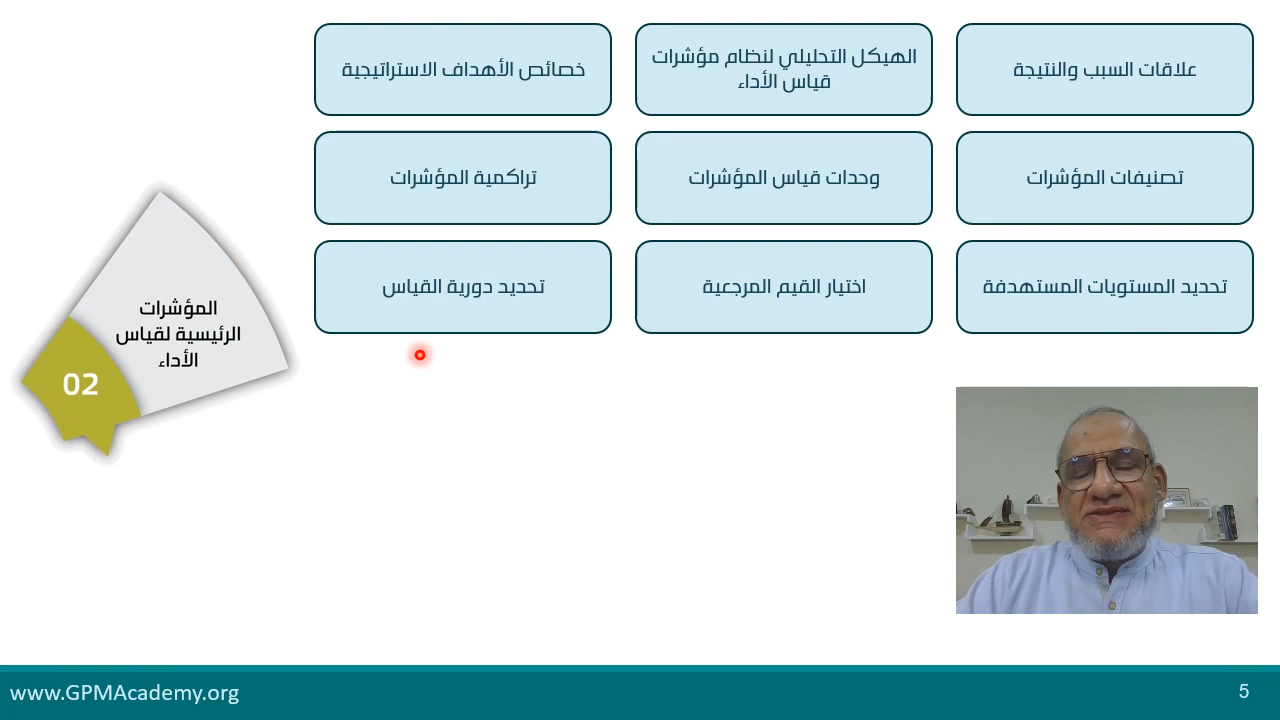 علاقات السبب والنتيجة
الهيكل التحليلي لنظام مؤشرات
قياس الأداء
خصائص الأهداف الاستراتيجية
تصنيفات المؤشرات
وحدات قياس المؤشرات
تراكمية المؤشرات
تحديد المستويات المستهدفة
اختيار القيم المرجعية
تحديد دورية القياس
المؤشرات
الرئيسية لقياس
الأداء
02
www.GPMAcademy.org
5